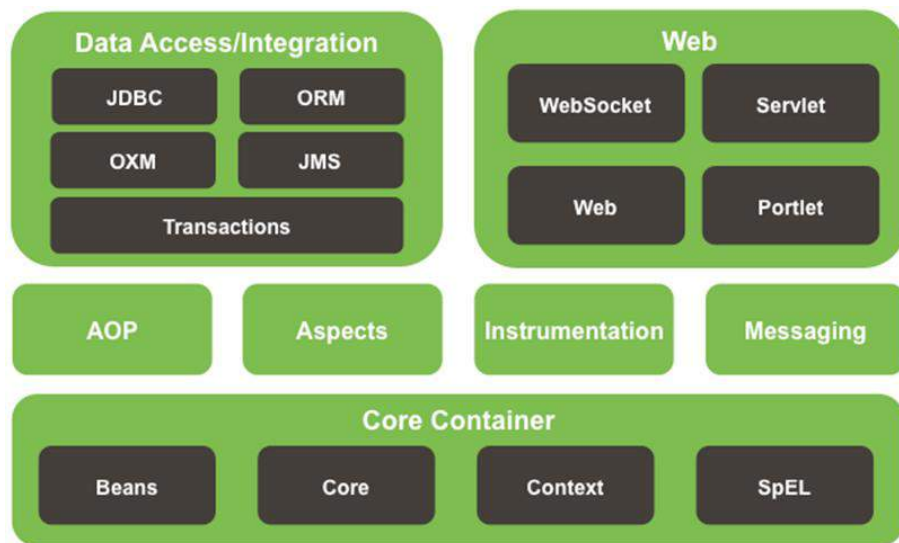 Data Access/Integration
JDBC
ORM
OXM
JMS
Transactions
Web
WebSocket
Servlet
Web
Portlet
AOP
Aspects
Instrumentation
Messaging
Core Container
Beans
Core
Context
SpEL